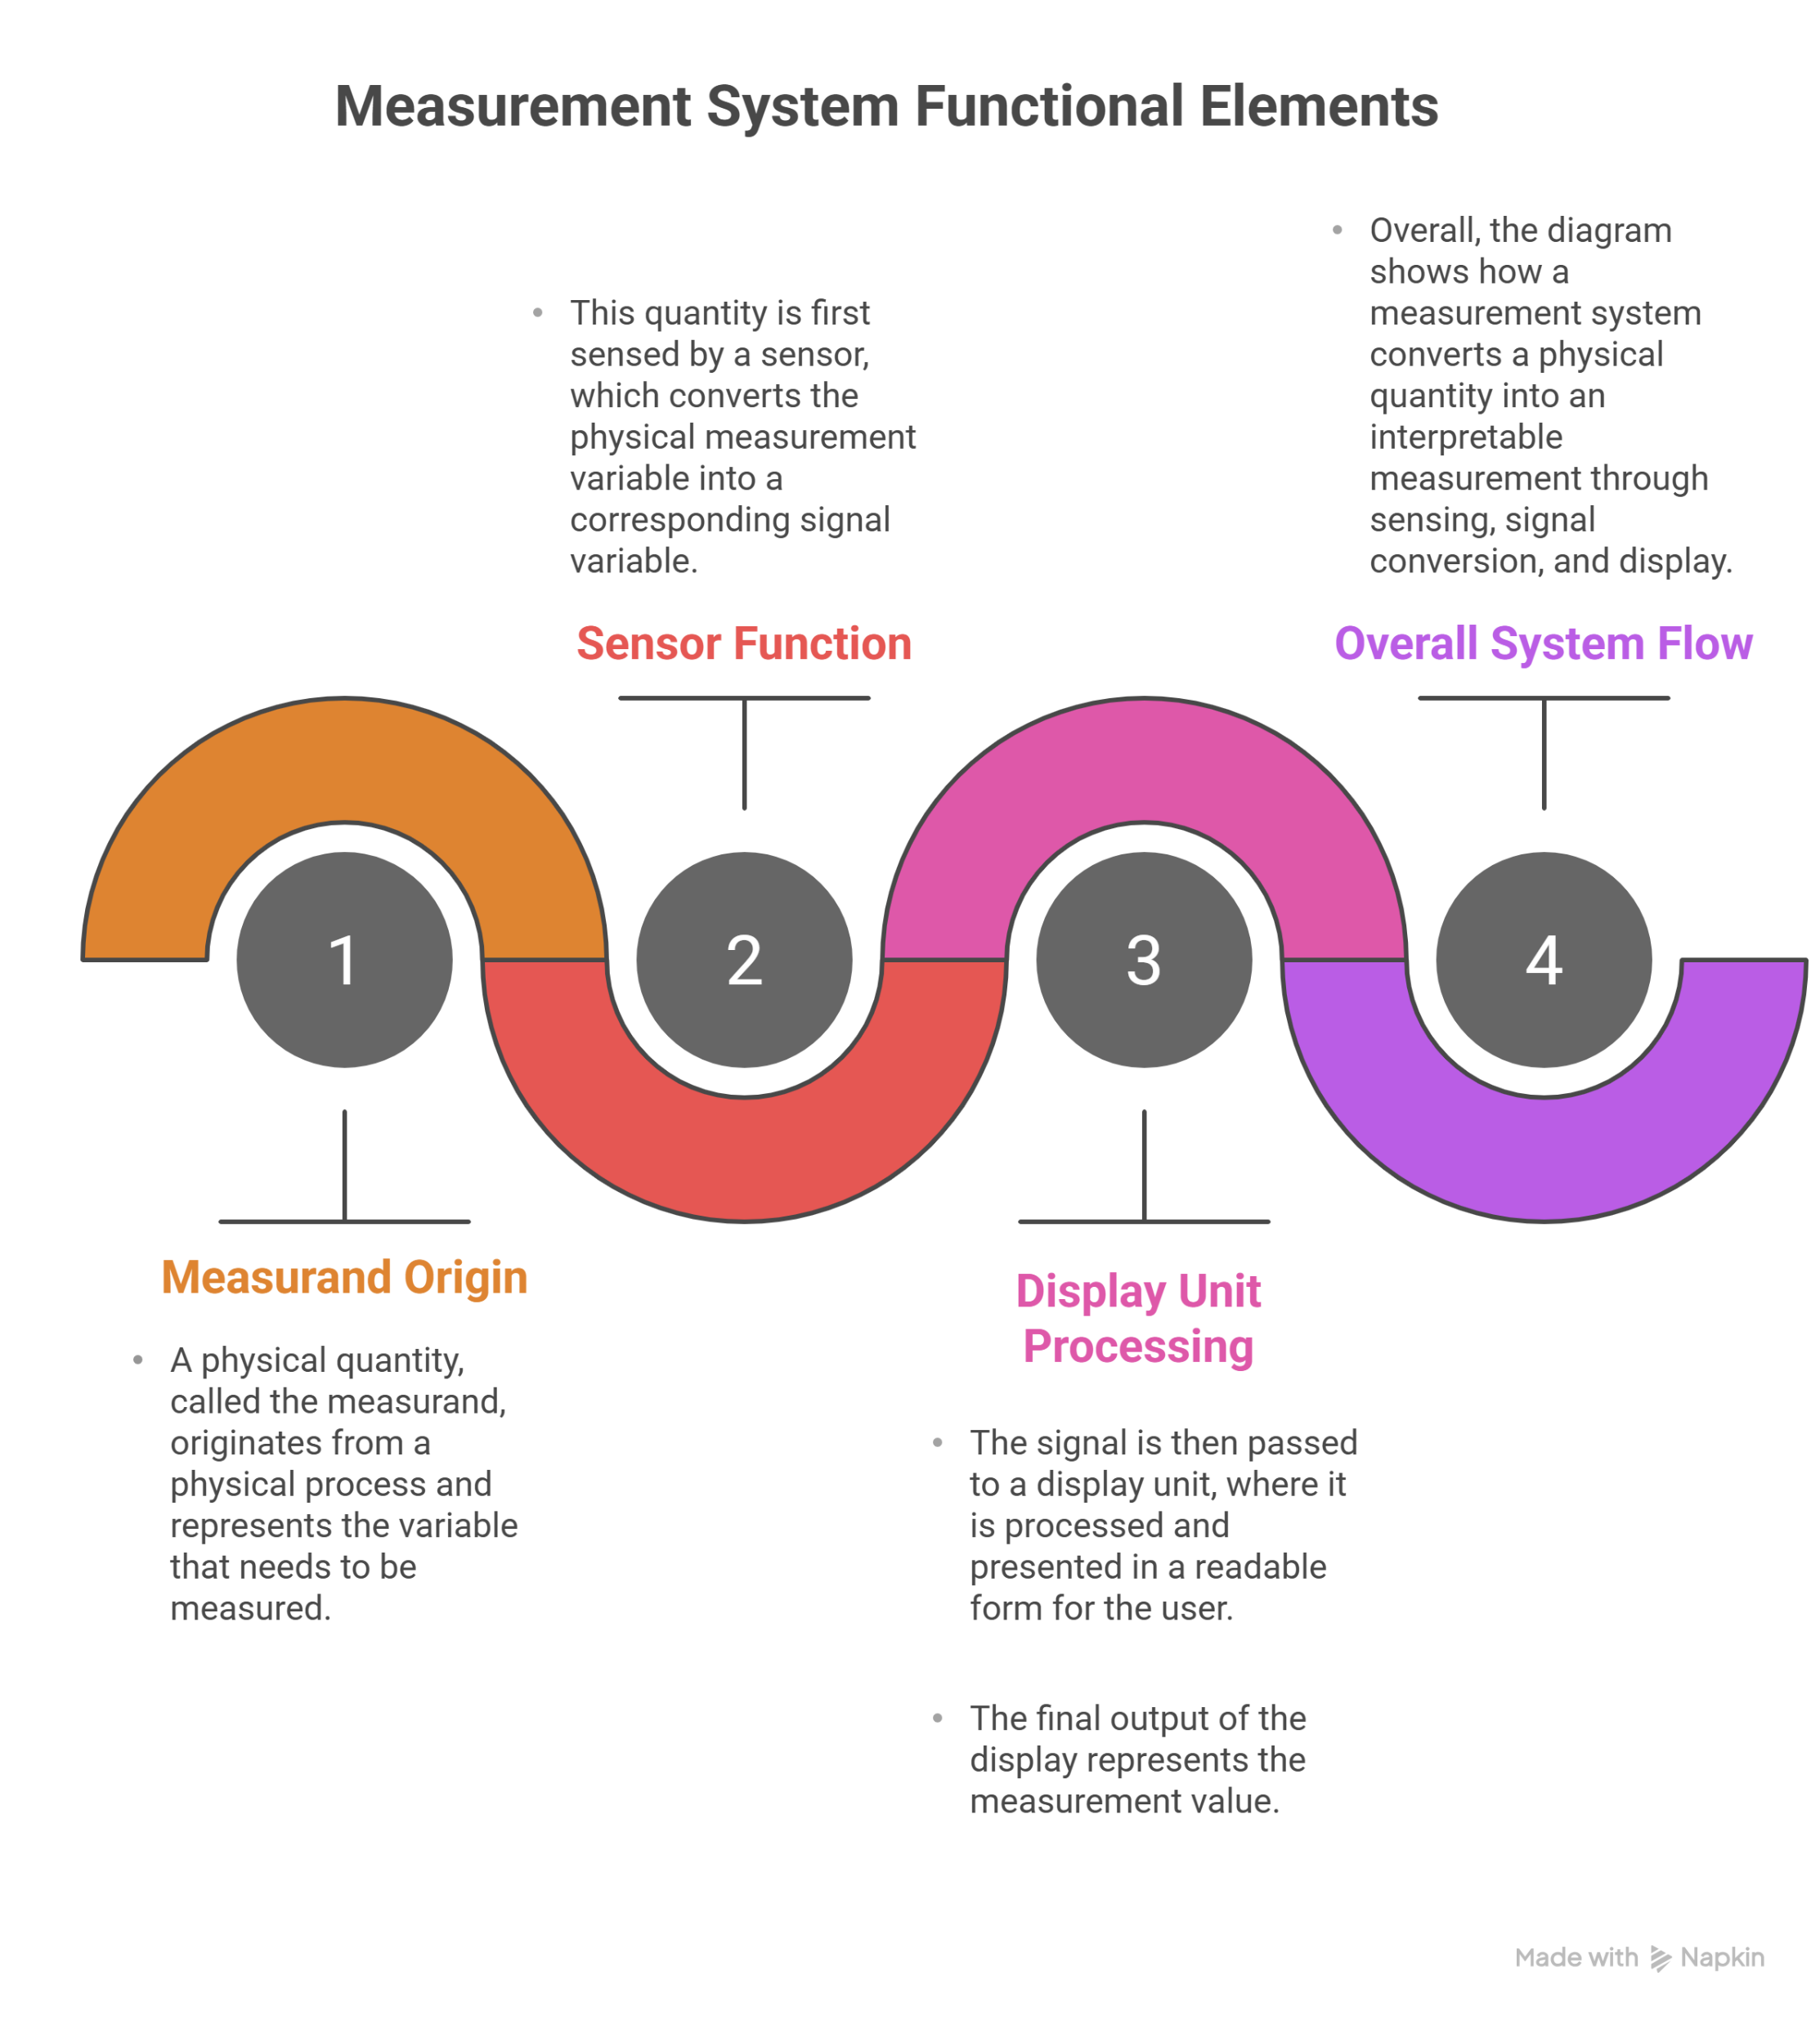 Measurement System Functional Elements
1
Measurand Origin
A physical quantity,
called the measurand,
originates from a
physical process and
represents the variable
that needs to be
measured.
This quantity is first
sensed by a sensor,
which converts the
physical measurement
variable into a
corresponding signal
variable.
Sensor Function
2
3
Display Unit
Processing
The signal is then passed
to a display unit, where it
is processed and
presented in a readable
form for the user.
The final output of the
display represents the
measurement value.
Overall, the diagram
shows how a
measurement system
converts a physical
quantity into an
interpretable
measurement through
sensing, signal
conversion, and display.
Overall System Flow
4
Made with Napkin